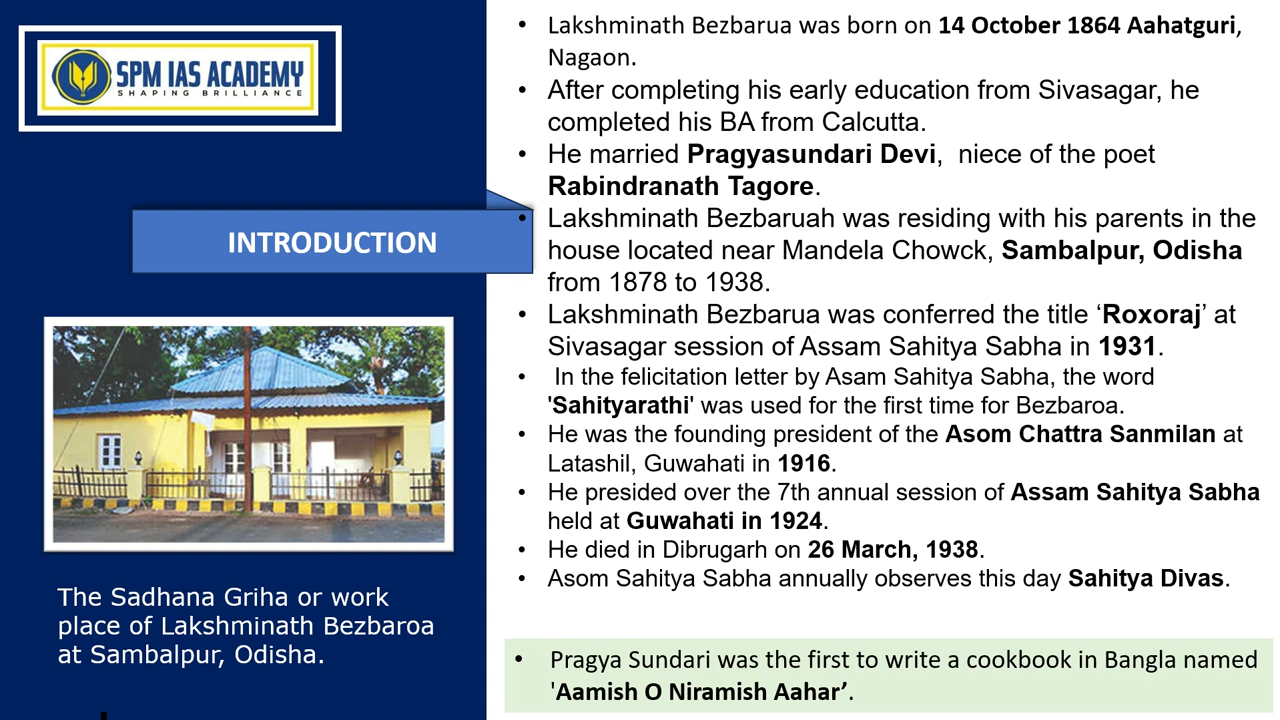 SPM IAS ACADEMY
SHAPING BRILLIANCE
INTRODUCTION
The Sadhana Griha or work
place of Lakshminath Bezbaroa
at Sambalpur, Odisha.
• Lakshminath Bezbarua was born on 14 October 1864 Aahatguri,
Nagaon.
• After completing his early education from Sivasagar, he
completed his BA from Calcutta.
• He married Pragyasundari Devi, niece of the poet
Rabindranath Tagore.
• Lakshminath Bezbaruah was residing with his parents in the
house located near Mandela Chowck, Sambalpur, Odisha
from 1878 to 1938.
• Lakshminath Bezbarua was conferred the title ‘Roxoraj’ at
Sivasagar session of Assam Sahitya Sabha in 1931.
• In the felicitation letter by Asam Sahitya Sabha, the word
'Sahityarathi' was used for the first time for Bezbaroa.
• He was the founding president of the Asom Chattra Sanmilan at
Latashil, Guwahati in 1916.
• He presided over the 7th annual session of Assam Sahitya Sabha
held at Guwahati in 1924.
• He died in Dibrugarh on 26 March, 1938.
• Asom Sahitya Sabha annually observes this day Sahitya Divas.
• Pragya Sundari was the first to write a cookbook in Bangla named
'Aamish O Niramish Aahar’.